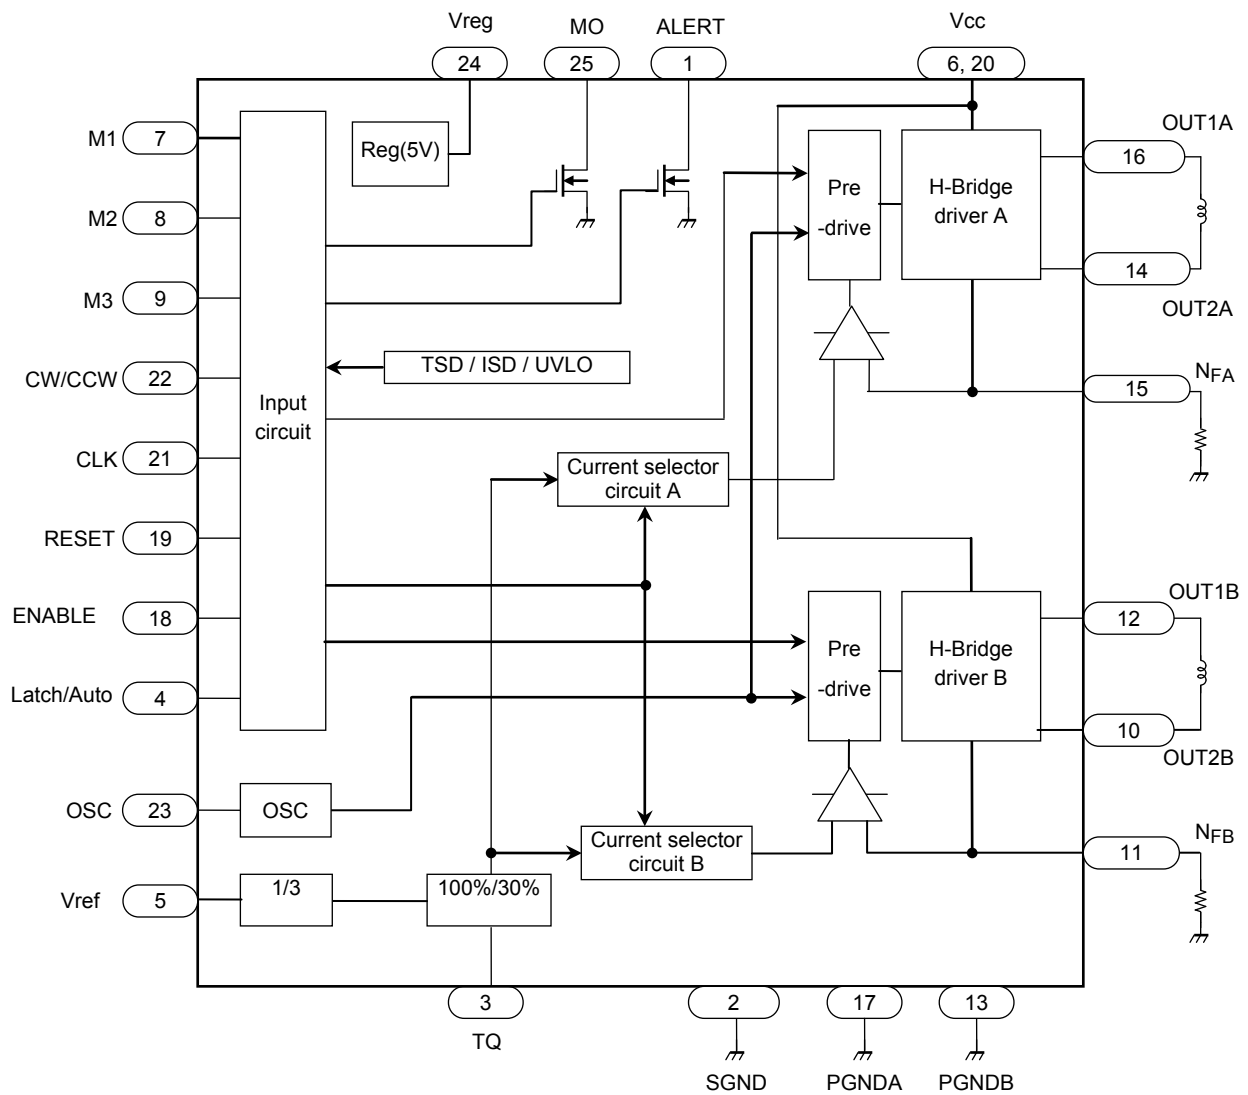 Vreg
MO
ALERT
Vcc
24
25
1
6, 20
M1
7
M2
8
M3
9
CW/CCW
22
CLK
21
RESET
19
ENABLE
18
Latch/Auto
4
OSC
23
Vref
5
Input
circuit
Reg(5V)
TSD / ISD / UVLO
Current selector
circuit A
Pre
-drive
H-Bridge
driver A
OUT1A
16
14
OUT2A
NFA
15
Pre
-drive
H-Bridge
driver B
OUT1B
12
10
OUT2B
NFB
11
OSC
Current selector
circuit B
1/3
100%/30%
3
TQ
2
SGND
17
PGNDA
13
PGNDB